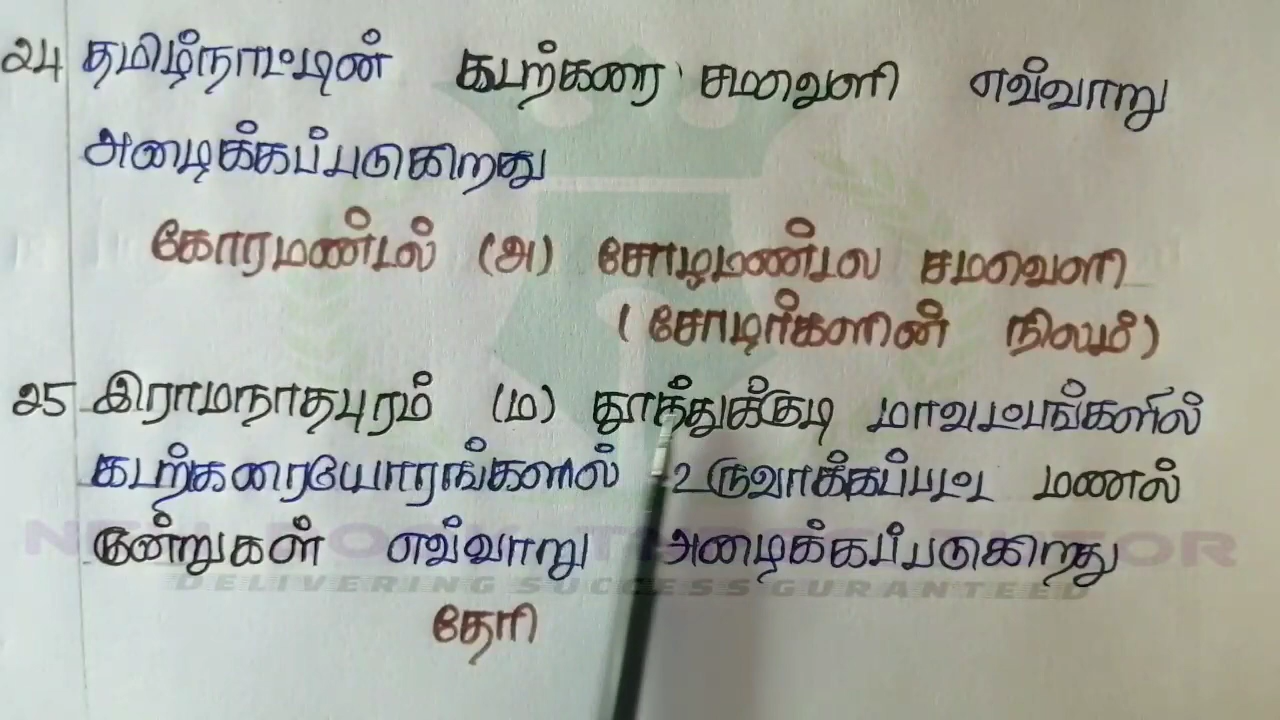 24 தமிழ்நாட்டின் கடற்கரை சமவெளி எவ்வாறு
அழைக்கப்படுகிறது
கோரமண்டல் (அ) சோழமண்டல சமவெளி
(சோழர்களின் நிலம்)
25 இராமநாதபுரம் (ம) தூத்துக்குடி மாவட்டங்களில்
கடற்கரையோரங்களில் உருவாக்கப்பட்ட மணல்
குன்றுகள் எவ்வாறு அழைக்கப்படுகிறது
DELIVERING SUCCESS GURANTEED
தேரி